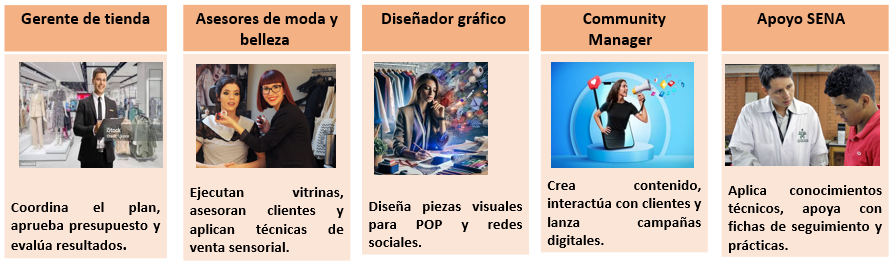 Gerente de tienda
Coordina el plan,
aprueba presupuesto y
evalúa resultados.
Asesores de moda y
belleza
Ejecutan vitrinas,
asesoran clientes y
aplican técnicas de
venta sensorial.
Diseñador gráfico
Diseña piezas visuales
para POP y redes
sociales.
Community
Manager
Crea contenido,
interactúa con clientes y
lanza campañas
digitales.
Apoyo SENA
Aplica conocimientos
técnicos, apoya con
fichas de seguimiento y
prácticas.
iStock